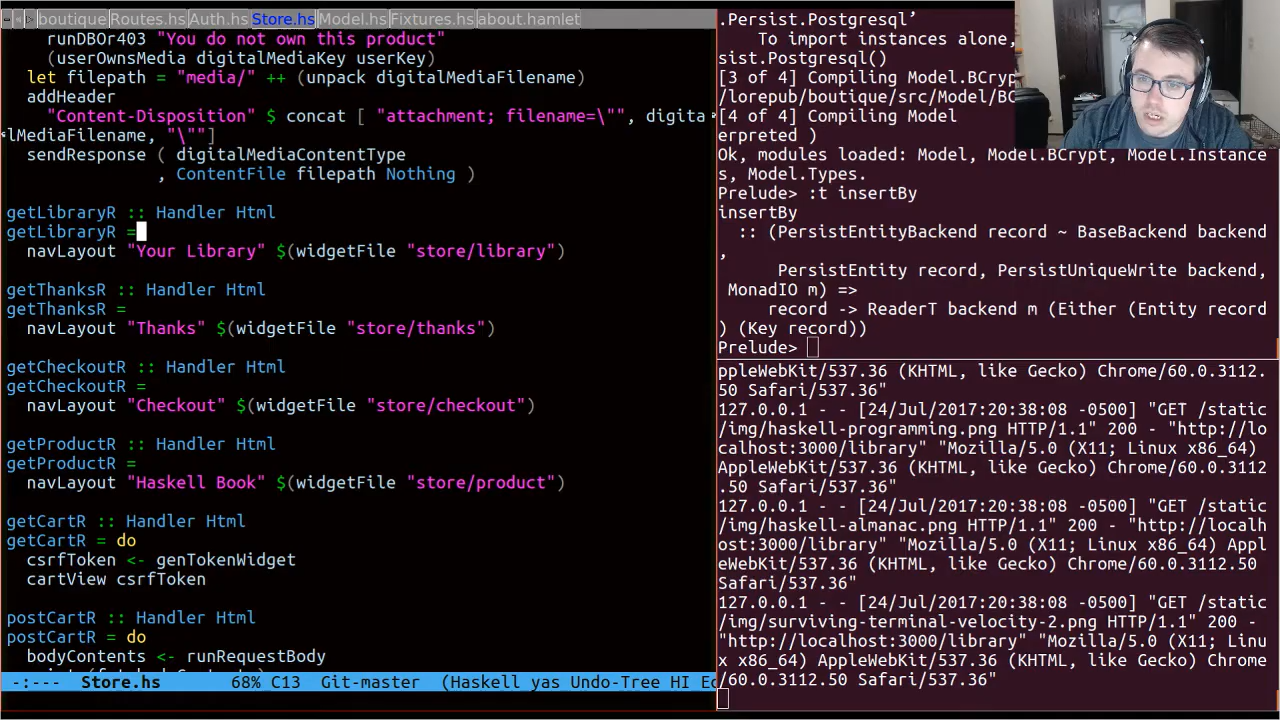 boutique Routes.hs Auth.hs Store.hs Model.hs Fixtures.hs about.hamlet
runDBOr403 "You do not own this product"
(userOwnsMedia digitalMediaKey userKey)
let filepath = "media/" ++ (unpack digitalMediaFilename)
addHeader
"Content-Disposition" $ concat [ "attachment; filename=\"", digita
lMediaFilename, "\""]
sendResponse ( digitalMediaContentType
, ContentFile filepath Nothing )
getLibraryR :: Handler Html
getLibraryR =
navLayout "Your Library" $(widgetFile "store/library")
getThanksR :: Handler Html
getThanksR =
navLayout "Thanks" $(widgetFile "store/thanks")
getCheckoutR :: Handler Html
getCheckoutR =
navLayout "Checkout" $(widgetFile "store/checkout")
getProductR :: Handler Html
getProductR =
navLayout "Haskell Book" $(widgetFile "store/product")
getCartR :: Handler Html
getCartR = do
csrfToken <- genTokenWidget
cartView csrfToken
postCartR :: Handler Html
postCartR = do
bodyContents <- runRequestBody
-:--- Store.hs 68% C13 Git-master (Haskell yas Undo-Tree HI Ec
.Persist.Postgresql’
To import instances alone,
sist.Postgresql()
[3 of 4] Compiling Model.BCryp
/lorepub/boutique/src/Model/BC
[4 of 4] Compiling Model
erpreted )
Ok, modules loaded: Model, Model.BCrypt, Model.Instance
s, Model.Types.
Prelude> :t insertBy
insertBy
:: (PersistEntityBackend record ~ BaseBackend backend
,
PersistEntity record, PersistUniqueWrite backend,
MonadIO m) =>
record -> ReaderT backend m (Either (Entity record
) (Key record))
Prelude>
ppleWebKit/537.36 (KHTML, like Gecko) Chrome/60.0.3112.
50 Safari/537.36"
127.0.0.1 - - [24/Jul/2017:20:38:08 -0500] "GET /static
/img/haskell-programming.png HTTP/1.1" 200 - "http://lo
calhost:3000/library" "Mozilla/5.0 (X11; Linux x86_64)
AppleWebKit/537.36 (KHTML, like Gecko) Chrome/60.0.3112
.50 Safari/537.36"
127.0.0.1 - - [24/Jul/2017:20:38:08 -0500] "GET /static
/img/haskell-almanac.png HTTP/1.1" 200 - "http://localh
ost:3000/library" "Mozilla/5.0 (X11; Linux x86_64) Appl
eWebKit/537.36 (KHTML, like Gecko) Chrome/60.0.3112.50
Safari/537.36"
127.0.0.1 - - [24/Jul/2017:20:38:08 -0500] "GET /static
/img/surviving-terminal-velocity-2.png HTTP/1.1" 200 -
"http://localhost:3000/library" "Mozilla/5.0 (X11; Linu
x x86_64) AppleWebKit/537.36 (KHTML, like Gecko) Chrome
/60.0.3112.50 Safari/537.36"